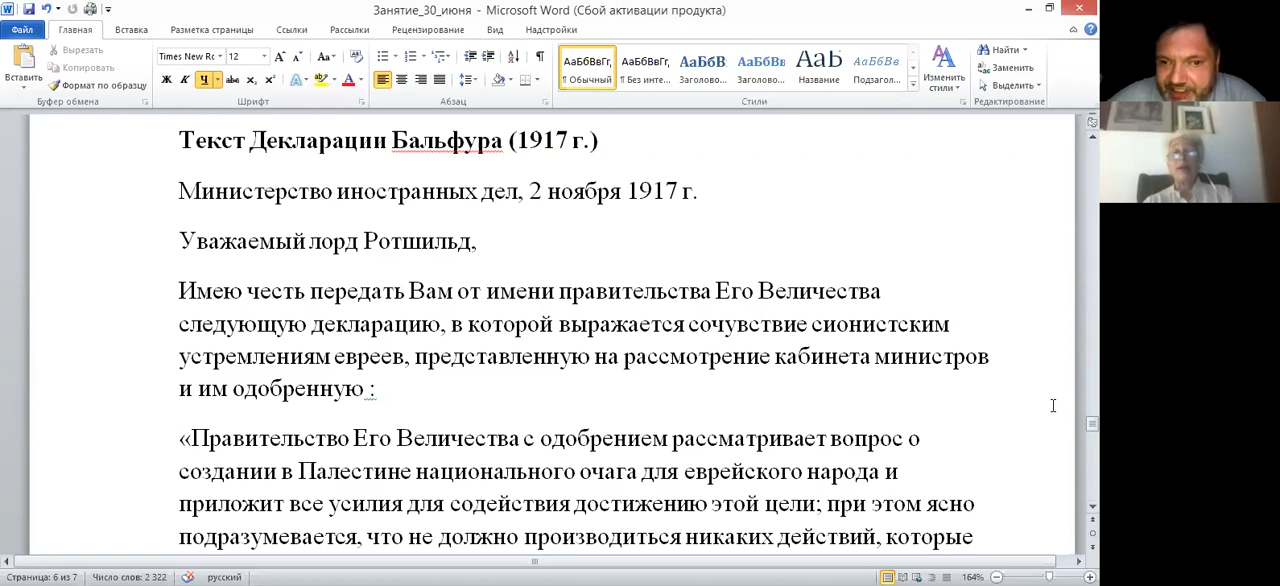 Занятие_30_июня - Microsoft Word (Сбой активации продукта)
Файл Главная Вставка Разметка страницы Ссылки Рассылки Рецензирование Вид Надстройки
Вставить
Вырезать
Копировать
Формат по образцу
Буфер обмена
Times New Ro 12
Ж К Ч abc x₂ x²
Шрифт
Абзац
АаБбВвГг, АаБбВвГг, АаБбВ АаБбВв АаЬ АаБбВв
Обычный Без инте... Заголово... Заголово... Название Подзагол...
Стили
Изменить стили
Найти
Заменить
Выделить
Редактирование
Текст Декларации Бальфура (1917 г.)
Министерство иностранных дел, 2 ноября 1917 г.
Уважаемый лорд Ротшильд,
Имею честь передать Вам от имени правительства Его Величества
следующую декларацию, в которой выражается сочувствие сионистским
устремлениям евреев, представленную на рассмотрение кабинета министров
и им одобренную :
«Правительство Его Величества с одобрением рассматривает вопрос о
создании в Палестине национального очага для еврейского народа и
приложит все усилия для содействия достижению этой цели; при этом ясно
подразумевается, что не должно производиться никаких действий, которые
Страница: 6 из 7 Число слов: 2 322 русский 164%